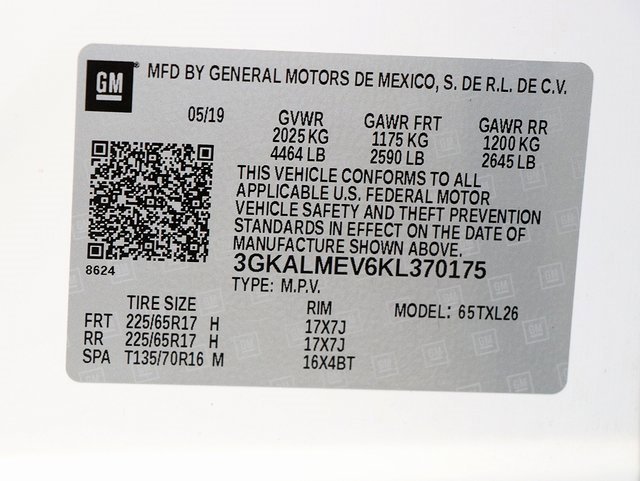 GM
MFD BY GENERAL MOTORS DE MEXICO, S. DE R.L. DE C.V.
05/19 GVWR GAWR FRT GAWR RR
2025 KG 1175 KG 1200 KG
4464 LB 2590 LB 2645 LB
THIS VEHICLE CONFORMS TO ALL
APPLICABLE U.S. FEDERAL MOTOR
VEHICLE SAFETY AND THEFT PREVENTION
STANDARDS IN EFFECT ON THE DATE OF
MANUFACTURE SHOWN ABOVE.
8624
3GKALMEV6KL370175
TYPE: M.P.V.
TIRE SIZE RIM MODEL: 65TXL26
FRT 225/65R17 H 17X7J
RR 225/65R17 H 17X7J
SPA T135/70R16 M 16X4BT